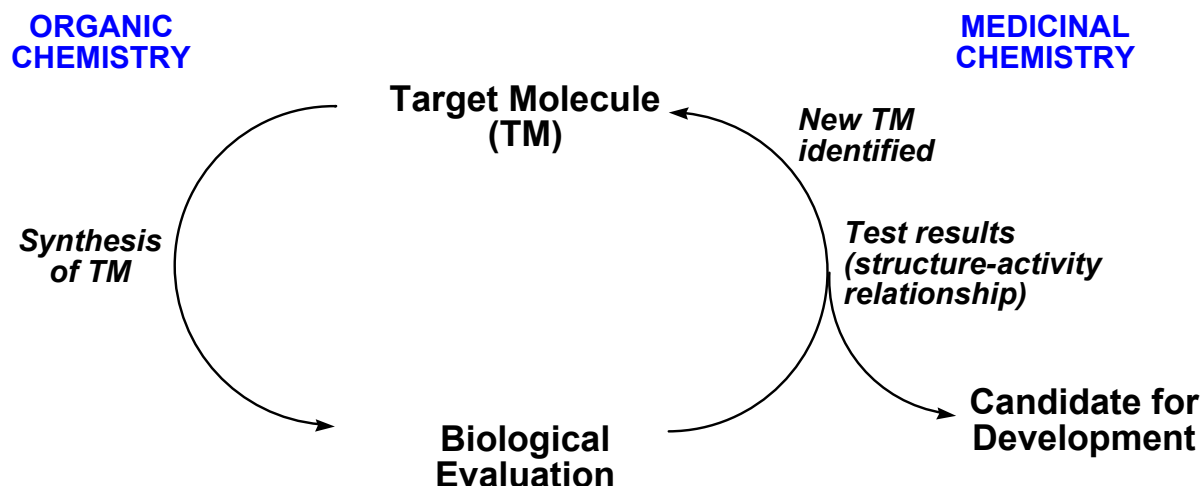 ORGANIC
CHEMISTRY
MEDICINAL
CHEMISTRY
Target Molecule
(TM)
New TM
identified
Synthesis
of TM
Test results
(structure-activity
relationship)
Candidate for
Development
Biological
Evaluation